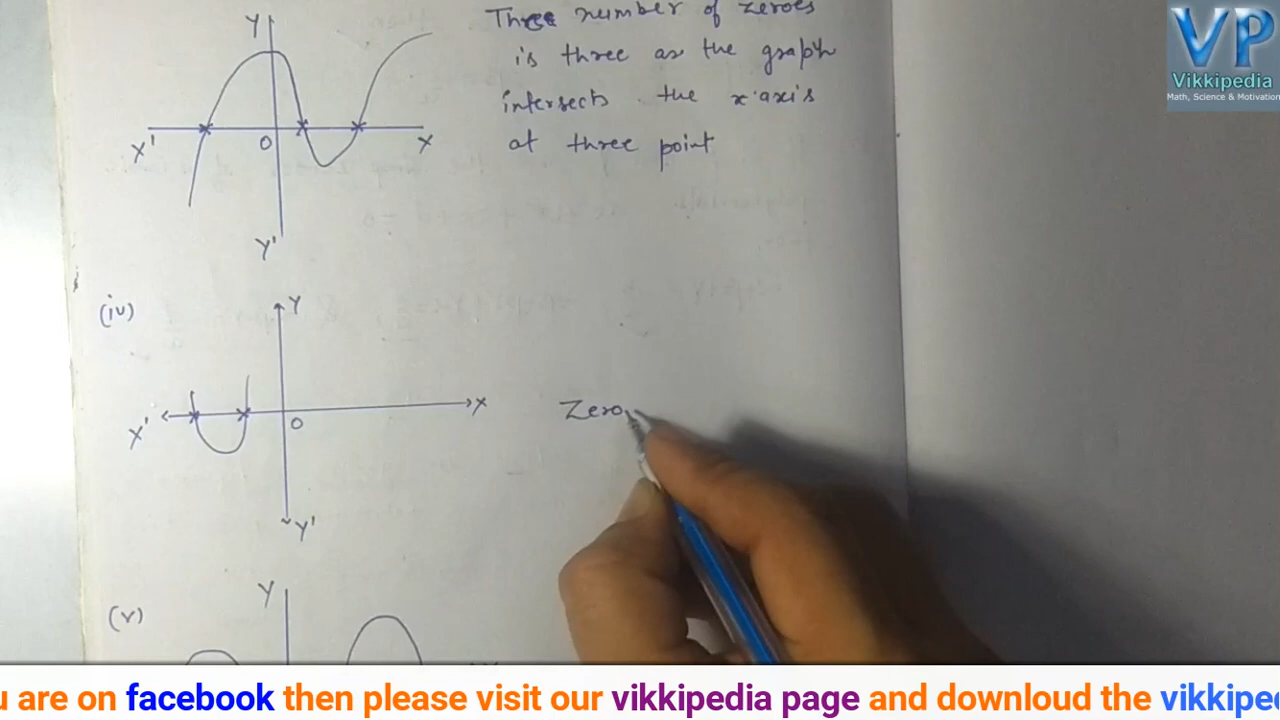 Y
Three number of zeroes
is three as the graph
intersects the x'axis
at three point
X'
O
X
Y'
(iv)
Y
X'
O
X
Zero
Y'
(v)
Y
VP
Vikkipedia
Math, Science & Motivation
u are on facebook then please visit our vikkipedia page and downloud the vikkipe